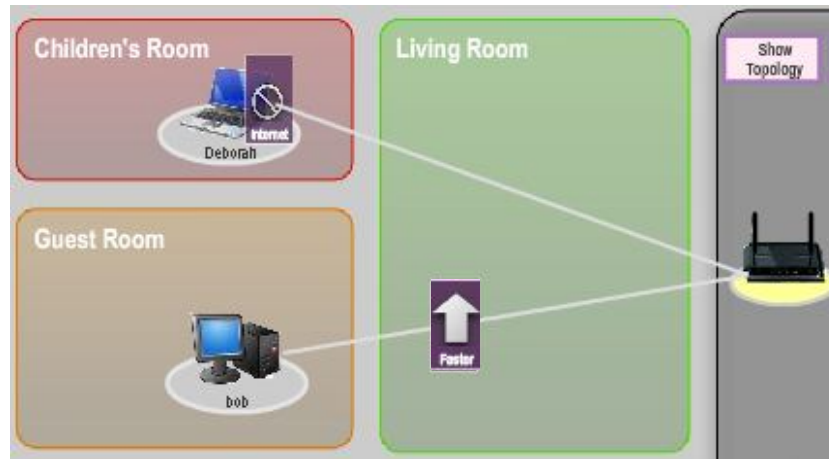 Children's Room
Living Room
Show
Topology
Internet
Deborah
Guest Room
Faster
bob